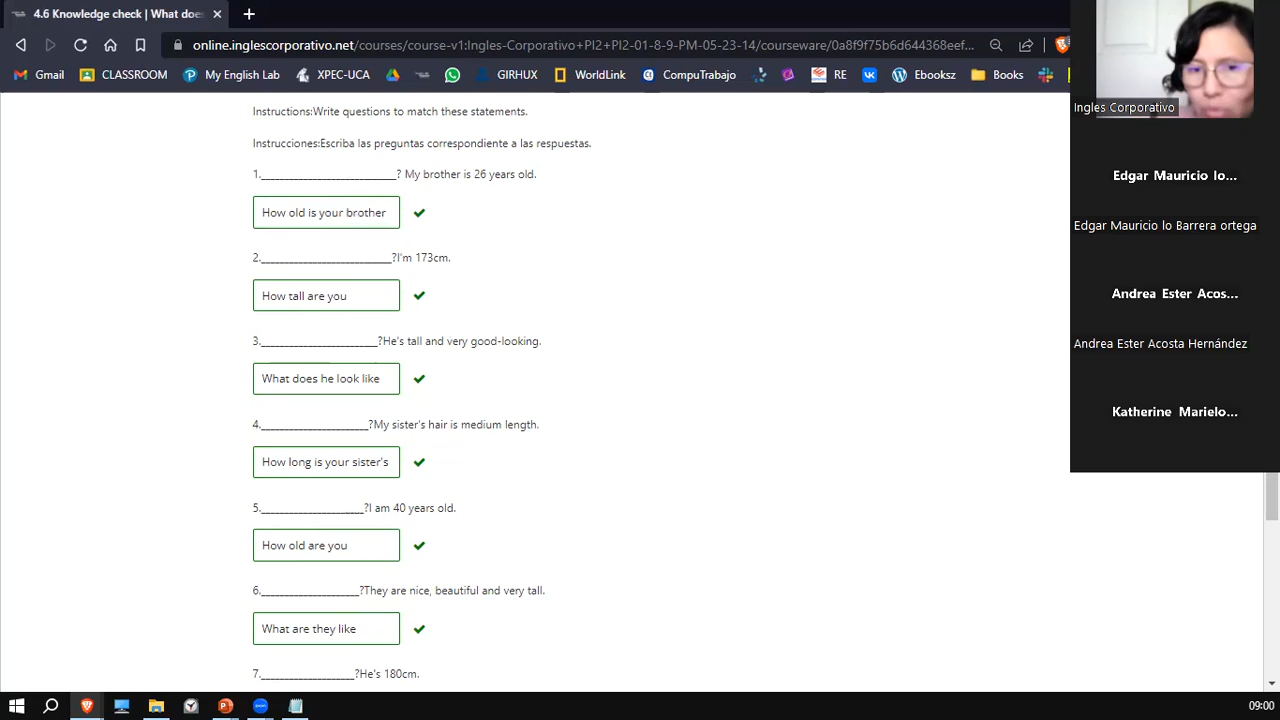 4.6 Knowledge check | What doe
online.inglescorporativo.net/courses/course-v1:Ingles-Corporativo+PI2+PI2-01-8-9-PM-05-23-14/courseware/0a8f9f75b6d644368eef...
Gmail CLASSROOM My English Lab XPEC-UCA GIRHUX WorldLink CompuTrabajo RE Ebooksz Books
Instructions:Write questions to match these statements.
Instrucciones:Escriba las preguntas correspondiente a las respuestas.
1.___________________________? My brother is 26 years old.
How old is your brother
2.__________________________?I'm 173cm.
How tall are you
3._______________________?He's tall and very good-looking.
What does he look like
4._____________________?My sister's hair is medium length.
How long is your sister's
5.____________________?I am 40 years old.
How old are you
6.___________________?They are nice, beautiful and very tall.
What are they like
7.__________________?He's 180cm.
Ingles Corporativo
Edgar Mauricio lo...
Edgar Mauricio lo Barrera ortega
Andrea Ester Acos...
Andrea Ester Acosta Hernández
Katherine Marielo...
09:00